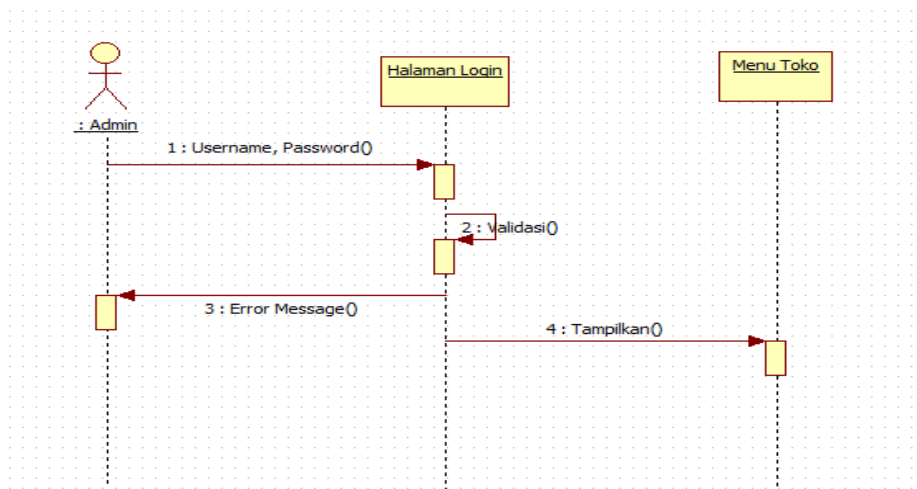 Halaman Login
Menu Toko
: Admin
1 : Username, Password()
2 : Validasi()
3 : Error Message()
4 : Tampilkan()